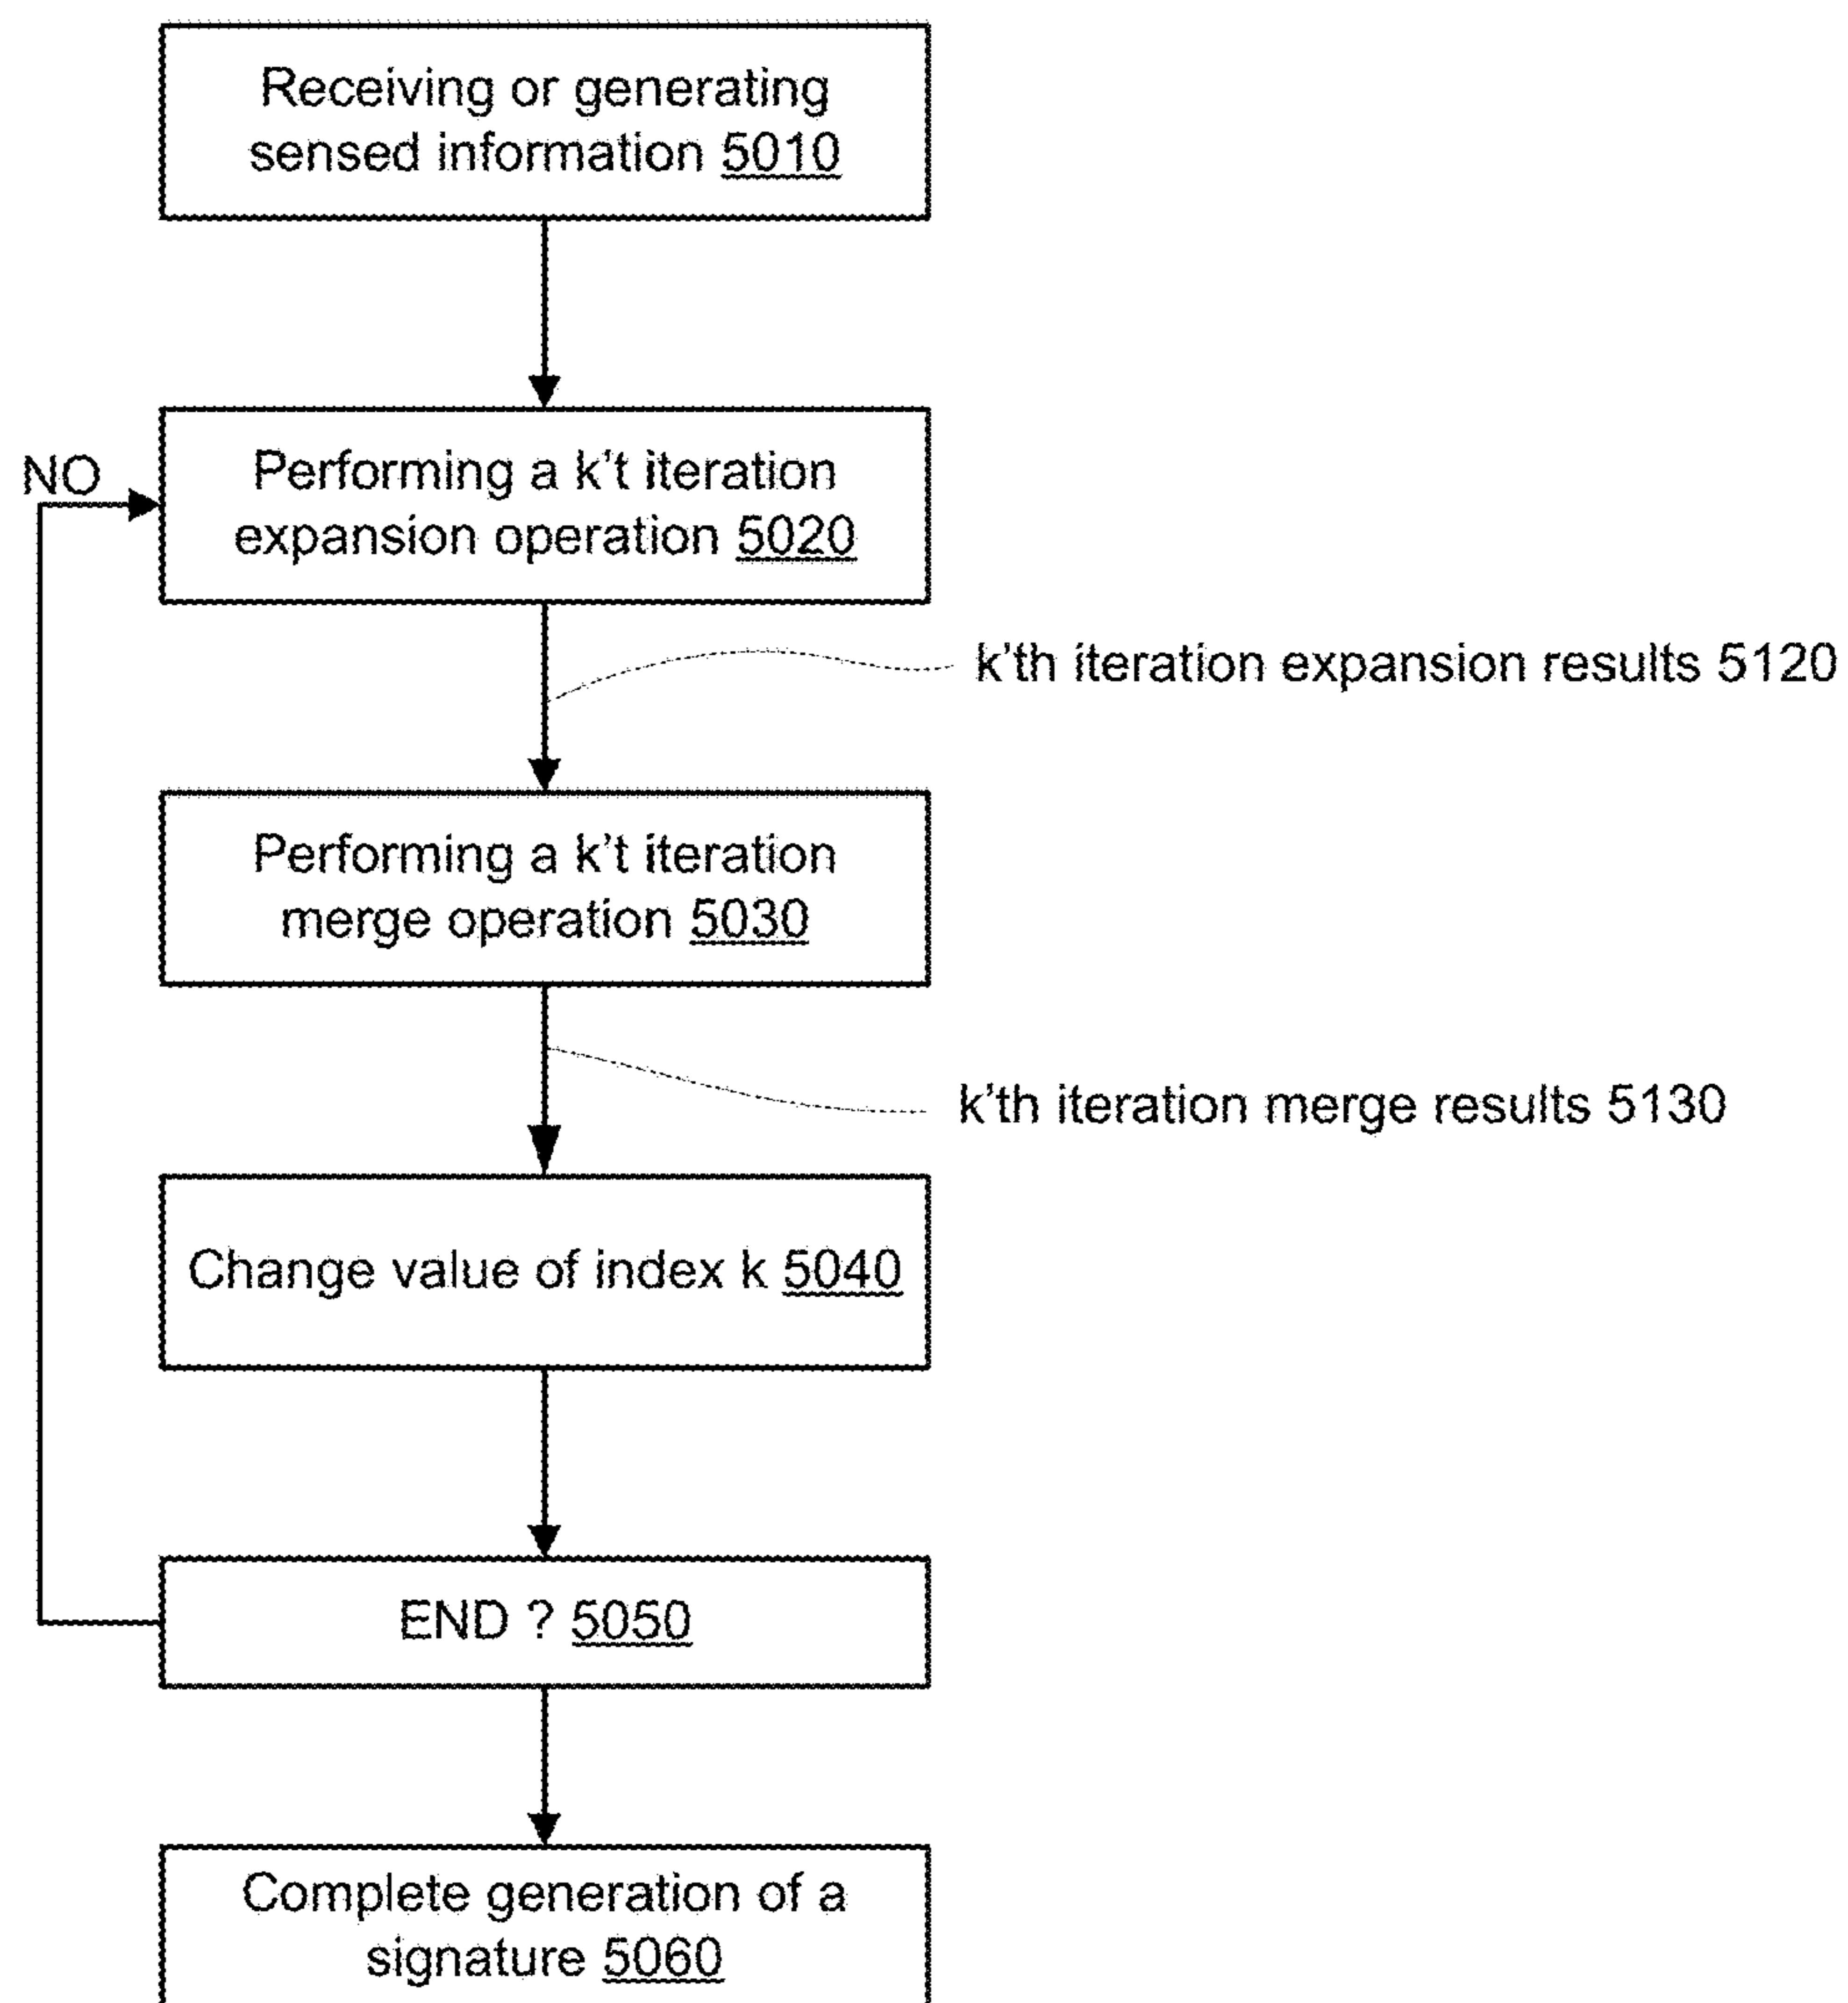 Receiving or generating
sensed information 5010
NO
Performing a k't iteration
expansion operation 5020
k'th iteration expansion results 5120
Performing a k't iteration
merge operation 5030
k'th iteration merge results 5130
Change value of index k 5040
END ? 5050
Complete generation of a
signature 5060